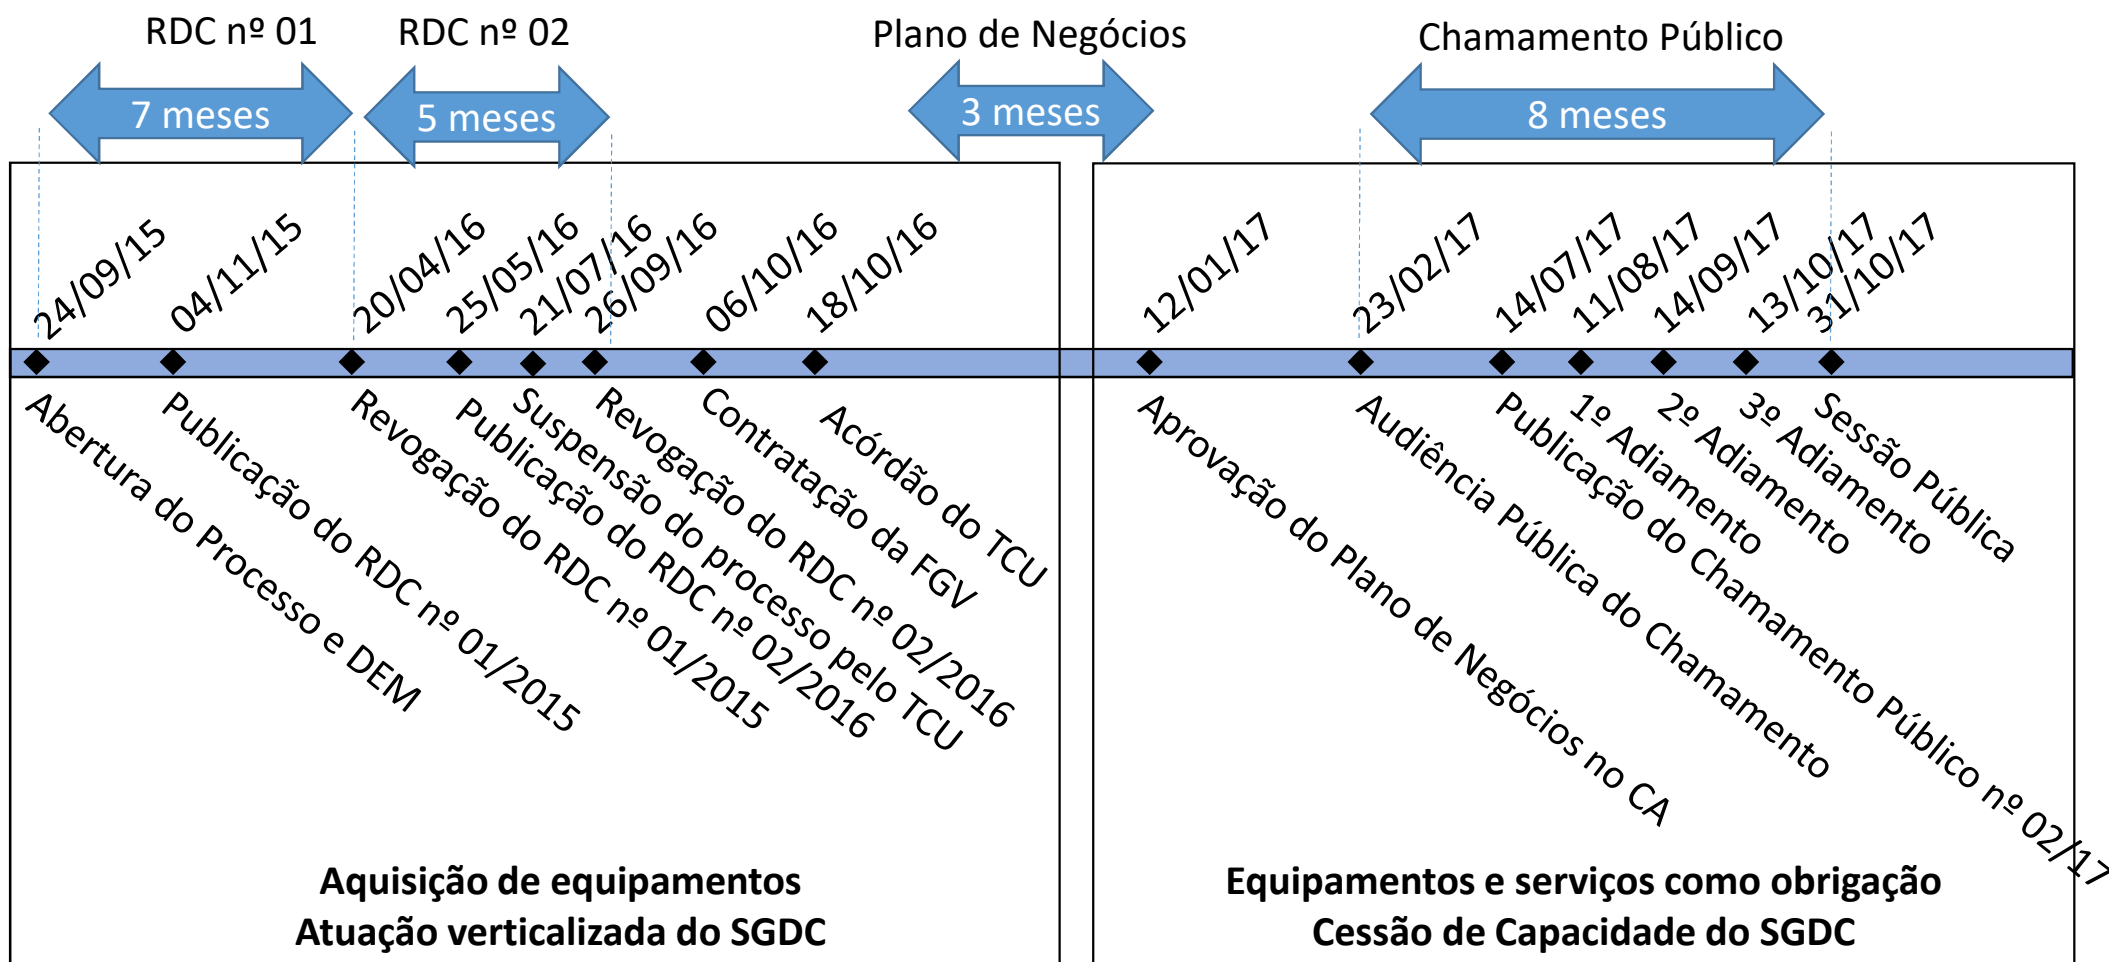 RDC nº 01
RDC nº 02
Plano de Negócios
Chamamento Público
7 meses
5 meses
3 meses
8 meses
24/09/15
04/11/15
20/04/16
25/05/16
21/07/16
26/09/16
06/10/16
18/10/16
12/01/17
23/02/17
14/07/17
11/08/17
14/09/17
13/10/17
31/10/17
Abertura do Processo e DEM
Publicação do RDC nº 01/2015
Revogação do RDC nº 01/2015
Publicação do RDC nº 02/2016
Suspensão do processo pelo TCU
Revogação do RDC nº 02/2016
Contratação da FGV
Acórdão do TCU
Aprovação do Plano de Negócios no CA
Audiência Pública do Chamamento
Publicação do Chamamento Público nº 02/17
1º Adiamento
2º Adiamento
3º Adiamento
Sessão Pública
Aquisição de equipamentos
Atuação verticalizada do SGDC
Equipamentos e serviços como obrigação
Cessão de Capacidade do SGDC